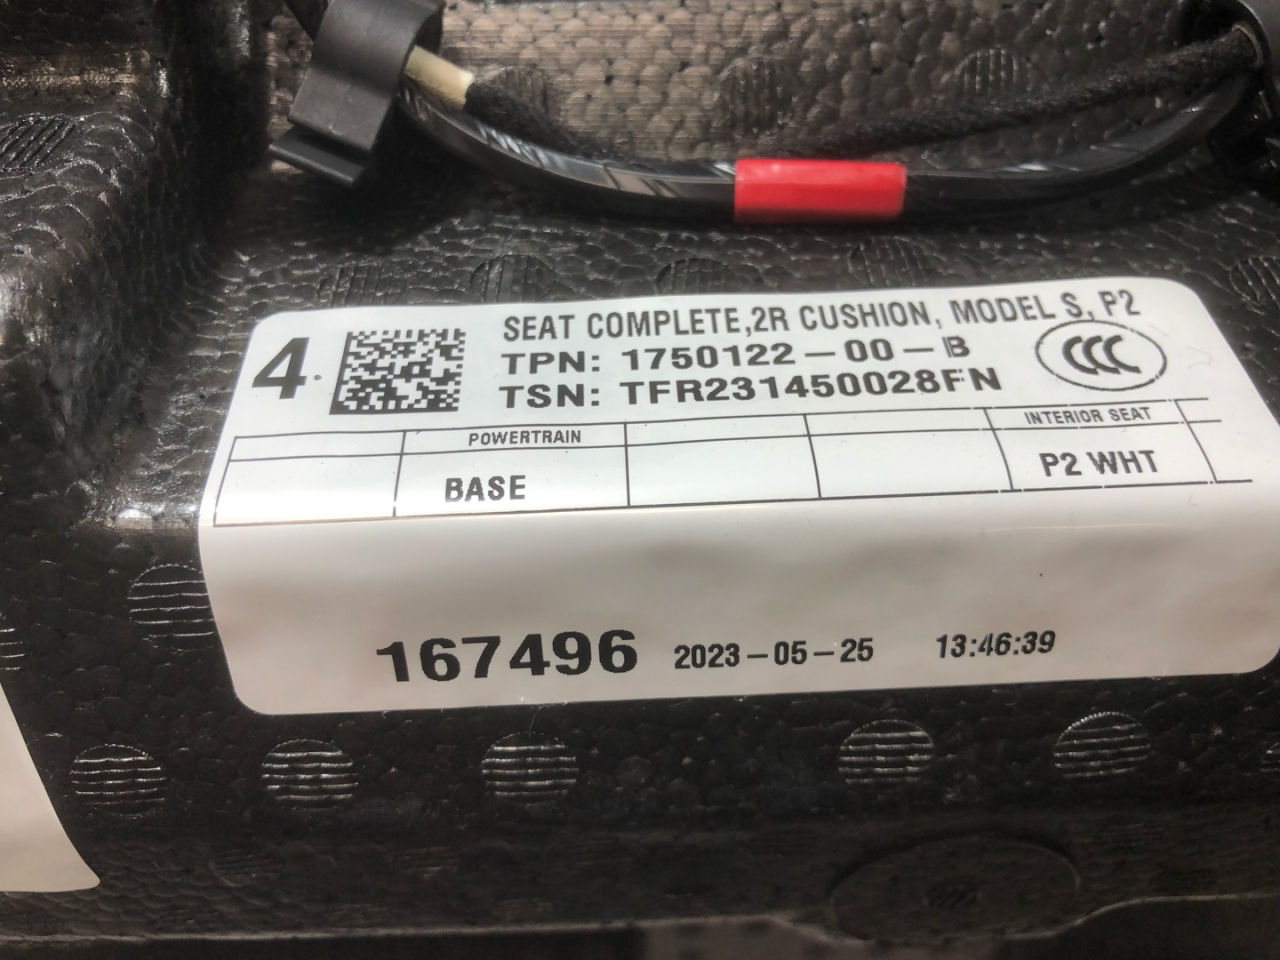 SEAT COMPLETE,2R CUSHION, MODEL S, P2
4
TPN: 1750122-00-B
CCC
TSN: TFR231450028FN
POWERTRAIN
INTERIOR SEAT
BASE
P2 WHT
167496 2023-05-25 13:46:39